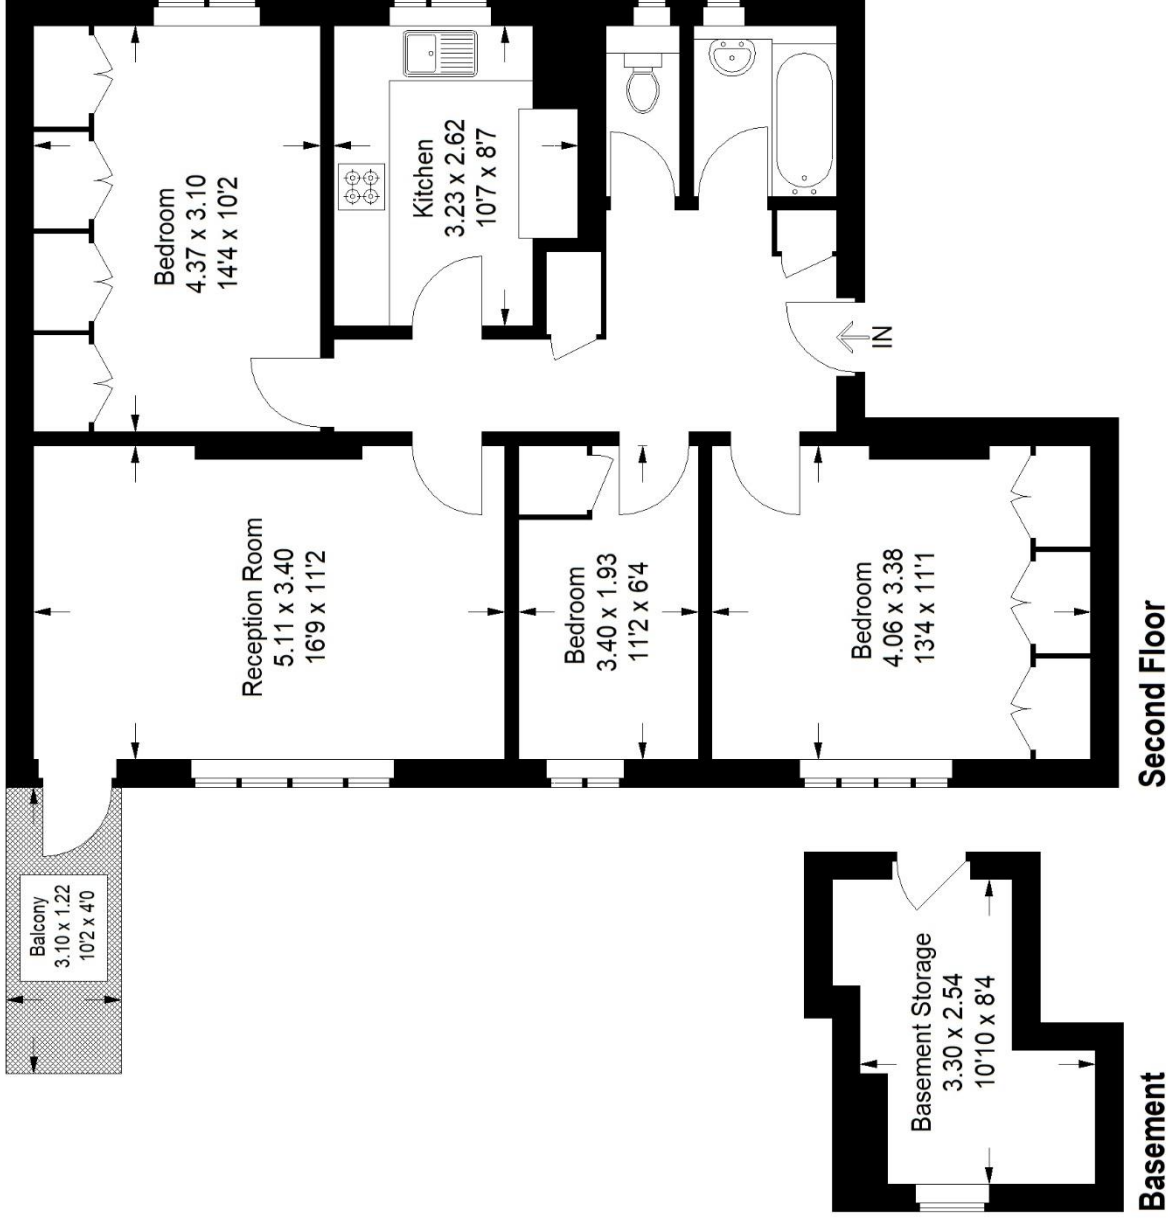 Balcony
3.10 x 1.22
10'2 x 4'0
Reception Room
5.11 x 3.40
16'9 x 11'2
Bedroom
4.37 x 3.10
14'4 x 10'2
Kitchen
3.23 x 2.62
10'7 x 8'7
Bedroom
3.40 x 1.93
11'2 x 6'4
Bedroom
4.06 x 3.38
13'4 x 11'1
IN
Second Floor
Basement Storage
3.30 x 2.54
10'10 x 8'4
Basement